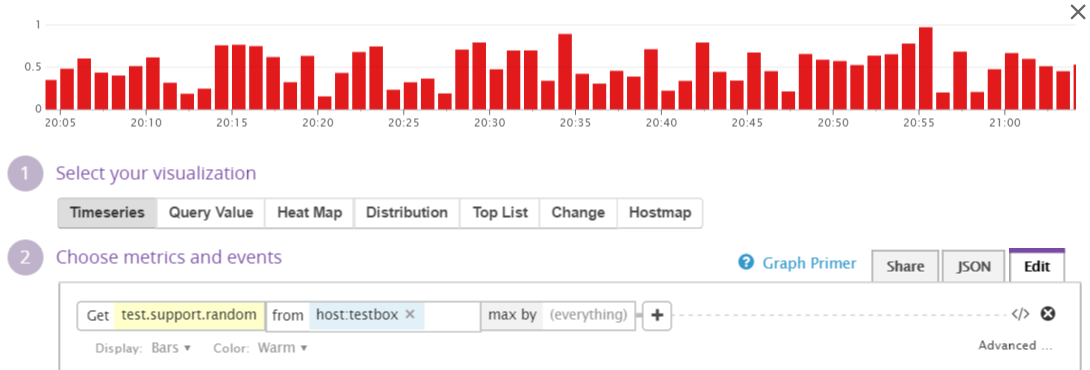 1
0.5
0
20:05 20:10 20:15 20:20 20:25 20:30 20:35 20:40 20:45 20:50 20:55 21:00
1 Select your visualization
Timeseries Query Value Heat Map Distribution Top List Change Hostmap
2 Choose metrics and events
? Graph Primer Share JSON Edit
Get test.support.random from host:testbox × max by (everything) + </>
Display: Bars ▾ Color: Warm ▾ Advanced ...